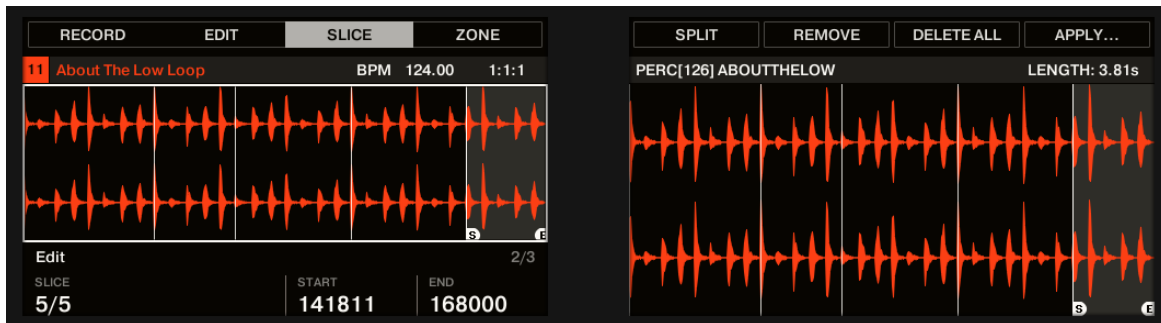 RECORD EDIT SLICE ZONE
11 About The Low Loop BPM 124.00 1:1:1
S E
Edit 2/3
SLICE START END
5/5 141811 168000
SPLIT REMOVE DELETE ALL APPLY...
PERC[126] ABOUTTHELOW LENGTH: 3.81s
S E